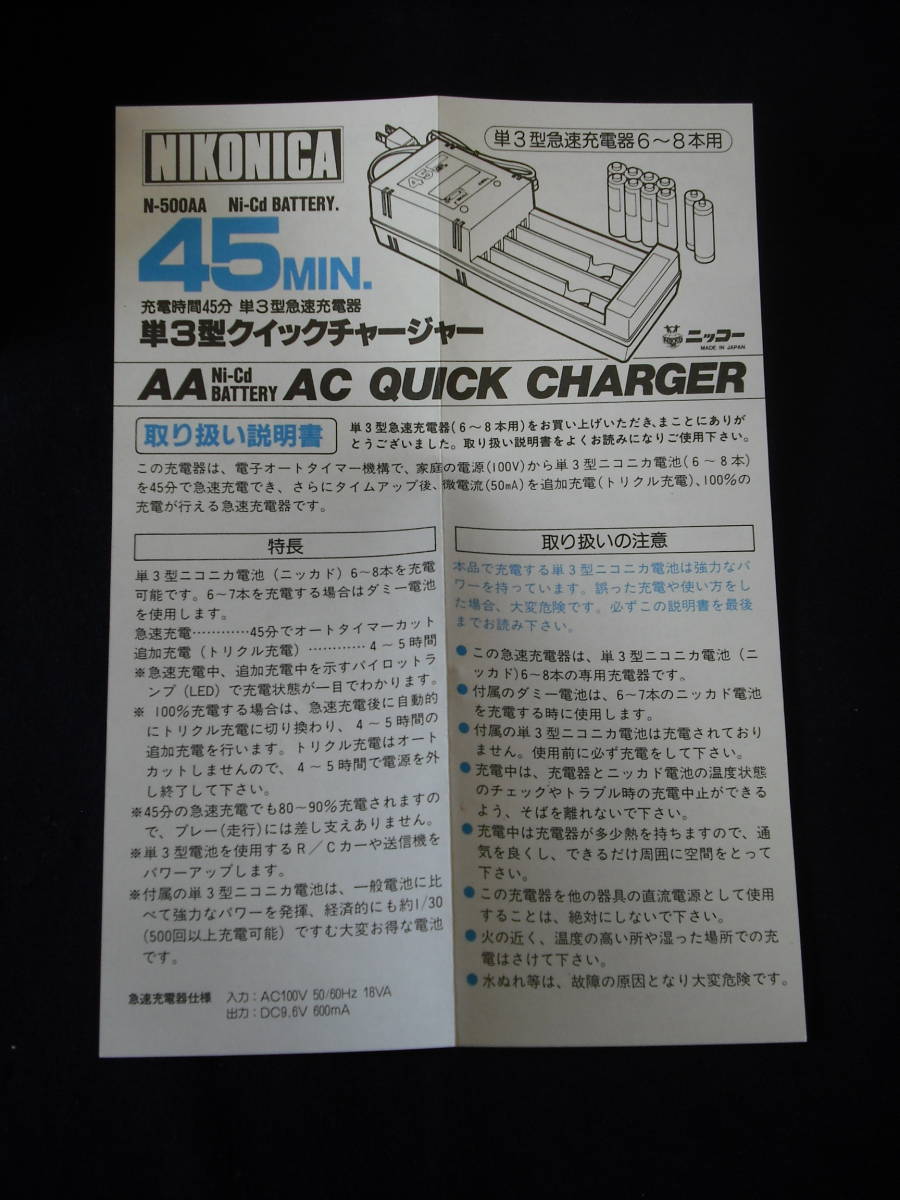 NIKONICA
単3型急速充電器6〜8本用
N-500AA Ni-Cd BATTERY.
45MIN.
充電時間45分 単3型急速充電器
単3型クイックチャージャー
ニッコー
MADE IN JAPAN
AA Ni-Cd BATTERY AC QUICK CHARGER
取り扱い説明書
単3型急速充電器(6〜8本用)をお買い上げいただき、まことにありが
とうございました。取り扱い説明書をよくお読みになりご使用下さい。
この充電器は、電子オートタイマー機構で、家庭の電源(100V)から単3型ニコニカ電池(6〜8本)
を45分で急速充電でき、さらにタイムアップ後、微電流(50mA)を追加充電(トリクル充電)、100%の
充電が行える急速充電器です。
特長
単3型ニコニカ電池(ニッカド)6〜8本を充電
可能です。6〜7本を充電する場合はダミー電池
を使用します。
急速充電…………45分でオートタイマーカット
追加充電(トリクル充電)…………4〜5時間
※急速充電中、追加充電中を示すパイロットラ
ンプ(LED)で充電状態が一目でわかります。
※100%充電する場合は、急速充電後に自動的
にトリクル充電に切り換わり、4〜5時間の
追加充電を行います。トリクル充電はオート
カットしませんので、4〜5時間で電源を外
し終了して下さい。
※45分の急速充電でも80〜90%充電されますの
で、プレー(走行)には差し支えありません。
※単3型電池を使用するR/Cカーや送信機を
パワーアップします。
※付属の単3型ニコニカ電池は、一般電池に比
べて強力なパワーを発揮、経済的にも約1/30
(500回以上充電可能)ですむ大変お得な電池
です。
急速充電器仕様 入力:AC100V 50/60Hz 18VA
出力:DC9.6V 600mA
取り扱いの注意
本品で充電する単3型ニコニカ電池は強力なパ
ワーを持っています。誤った充電や使い方をし
た場合、大変危険です。必ずこの説明書を最後
までお読み下さい。
●この急速充電器は、単3型ニコニカ電池(ニ
ッカド)6〜8本の専用充電器です。
●付属のダミー電池は、6〜7本のニッカド電池
を充電する時に使用します。
●付属の単3型ニコニカ電池は充電されており
ません。使用前に必ず充電をして下さい。
●充電中は、充電器とニッカド電池の温度状態
のチェックやトラブル時の充電中止ができる
よう、そばを離れないで下さい。
●充電中は充電器が多少熱を持ちますので、通
気を良くし、できるだけ周囲に空間をとって
下さい。
●この充電器を他の器具の直流電源として使用
することは、絶対にしないで下さい。
●火の近く、温度の高い所や湿った場所での充
電はさけて下さい。
●水ぬれ等は、故障の原因となり大変危険です。